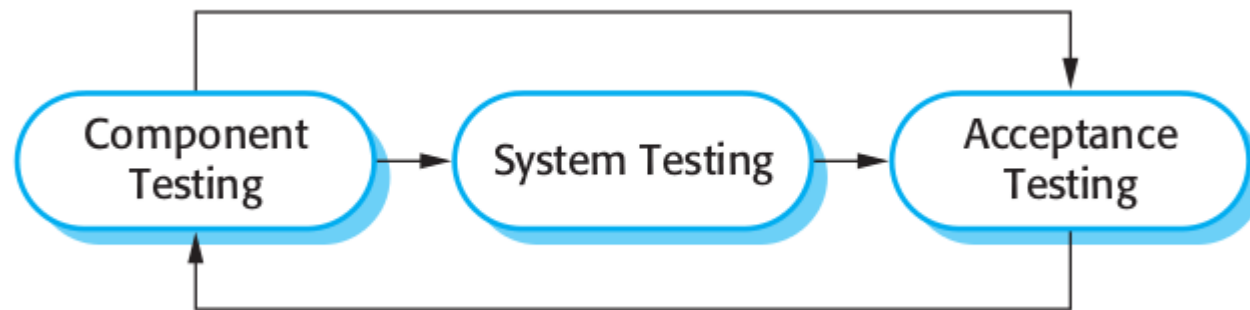 Component
Testing
System Testing
Acceptance
Testing